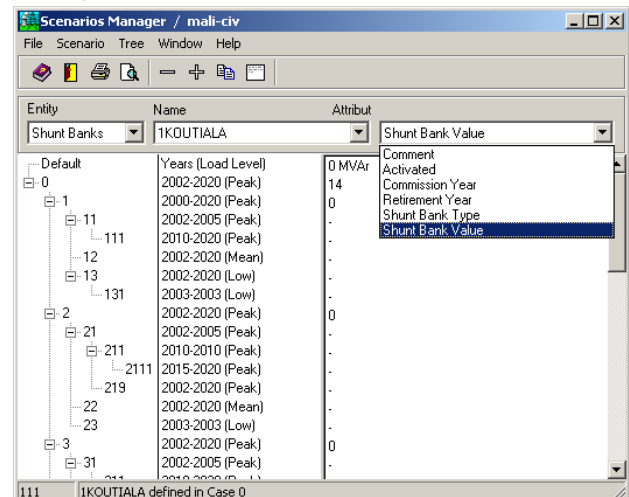 Scenarios Manager / mali-civ
File Scenario Tree Window Help
Entity Name Attribut
Shunt Banks 1KOUTIALA Shunt Bank Value
Comment
Activated
Commission Year
Retirement Year
Shunt Bank Type
Shunt Bank Value
Default Years (Load Level) 0 MVAr
0 2002-2020 (Peak) 14
1 2000-2020 (Peak) 0
11 2002-2005 (Peak) .
111 2010-2020 (Peak) .
12 2002-2020 (Mean) .
13 2002-2020 (Low) .
131 2003-2003 (Low) .
2 2002-2020 (Peak) 0
21 2002-2005 (Peak) .
211 2010-2010 (Peak) .
2111 2015-2020 (Peak) .
219 2002-2020 (Peak) .
22 2002-2020 (Mean) .
23 2003-2003 (Low) .
3 2002-2020 (Peak) 0
31 2002-2005 (Peak) .
111 1KOUTIALA defined in Case 0